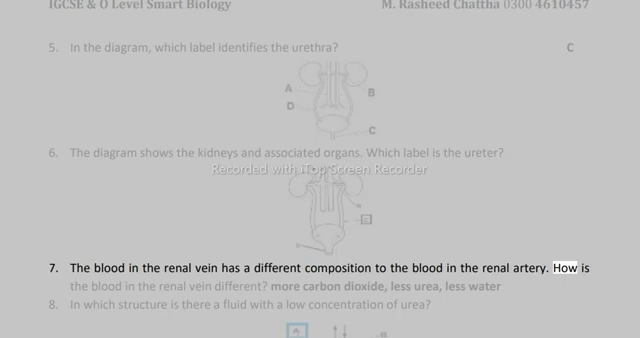 IGCSE & O Level Smart Biology M. Rasheed Chattha 0300 4610457
5. In the diagram, which label identifies the urethra? C
A
B
D
C
6. The diagram shows the kidneys and associated organs. Which label is the ureter?
Recorded with iTop Screen Recorder
7. The blood in the renal vein has a different composition to the blood in the renal artery. How is
the blood in the renal vein different? more carbon dioxide, less urea, less water
8. In which structure is there a fluid with a low concentration of urea?
A